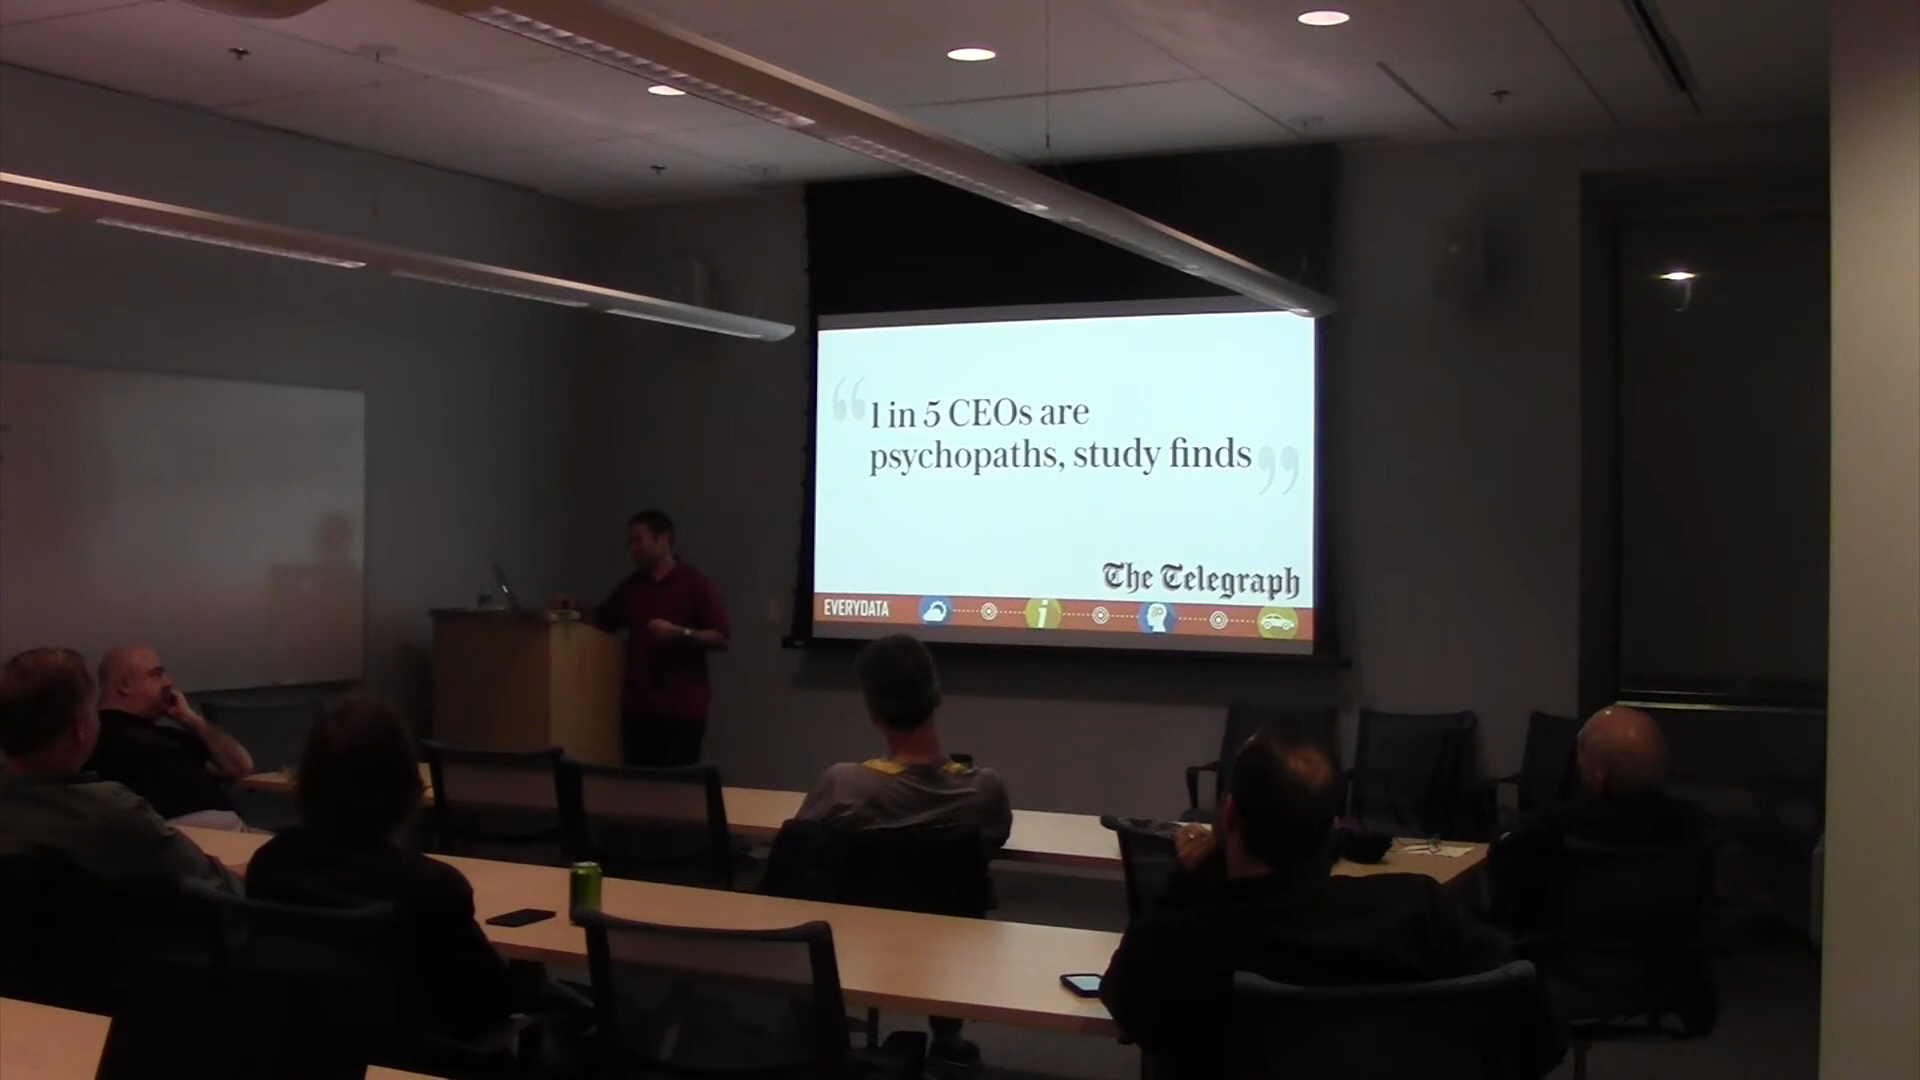 “1 in 5 CEOs are
psychopaths, study finds”
The Telegraph
EVERYDATA
i